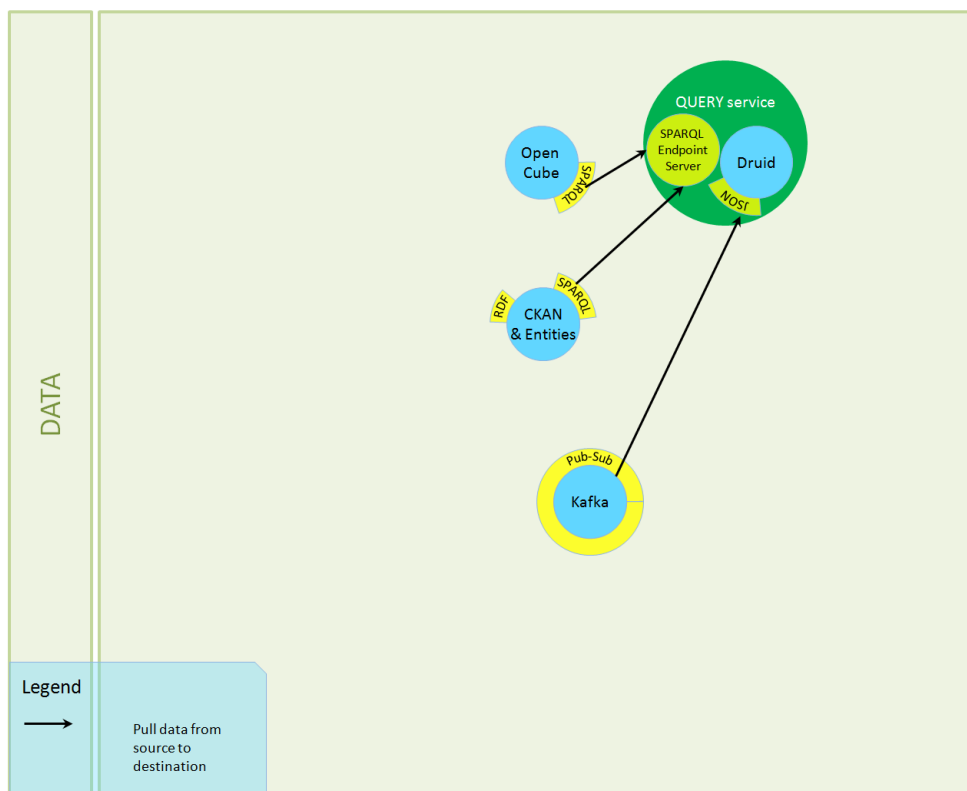 QUERY service
SPARQL
Endpoint
Server
Druid
JSON
Open
Cube
SPARQL
SPARQL
RDF
CKAN
& Entities
DATA
Pub-Sub
Kafka
Legend
Pull data from
source to
destination